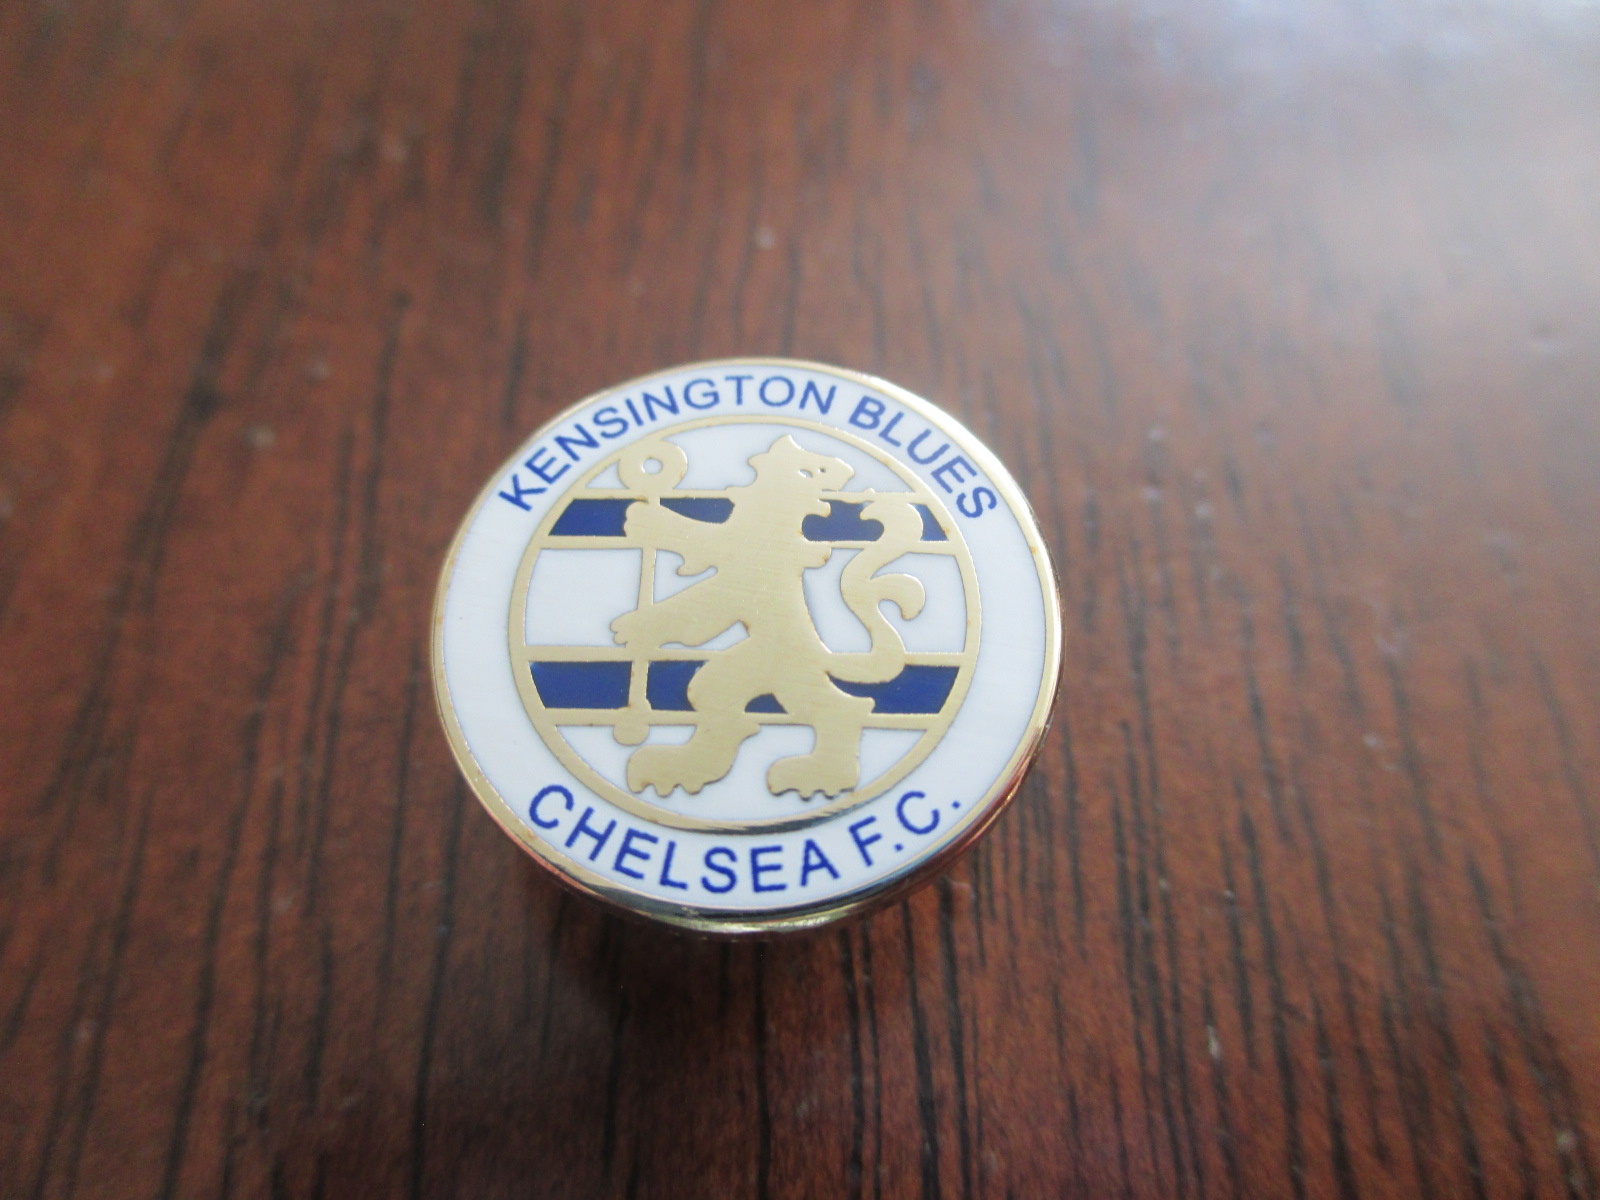 KENSINGTON BLUES
CHELSEA F.C.